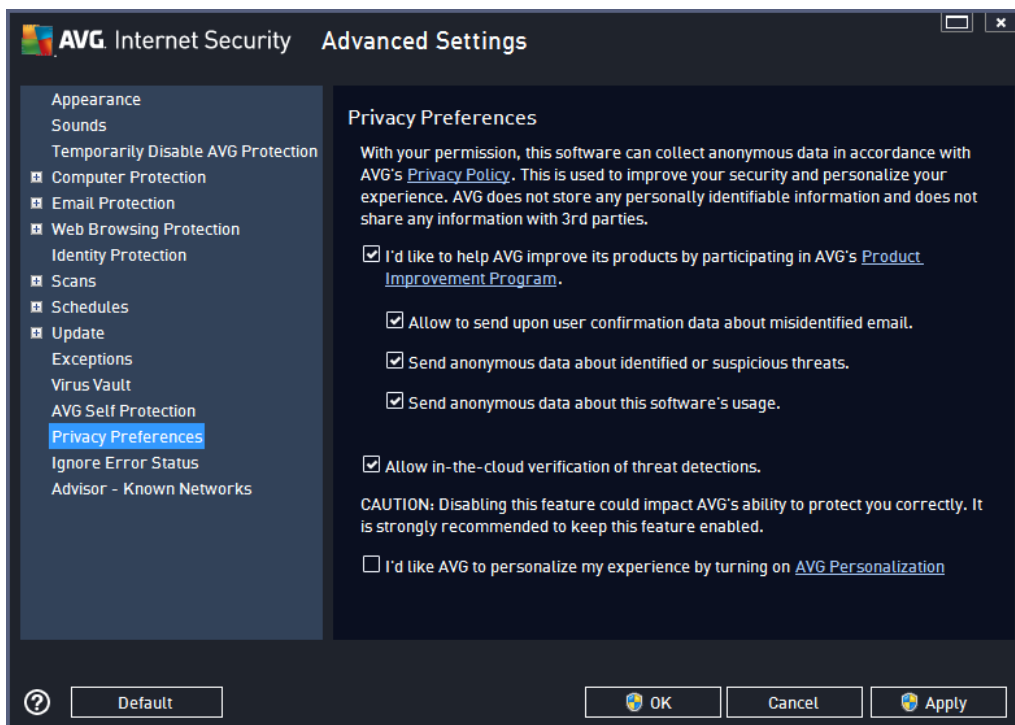 AVG. Internet Security
Advanced Settings
Appearance
Sounds
Temporarily Disable AVG Protection
Computer Protection
Email Protection
Web Browsing Protection
Identity Protection
Scans
Schedules
Update
Exceptions
Virus Vault
AVG Self Protection
Privacy Preferences
Ignore Error Status
Advisor - Known Networks
Privacy Preferences
With your permission, this software can collect anonymous data in accordance with
AVG's Privacy Policy. This is used to improve your security and personalize your
experience. AVG does not store any personally identifiable information and does not
share any information with 3rd parties.
I'd like to help AVG improve its products by participating in AVG's Product
Improvement Program.
Allow to send upon user confirmation data about misidentified email.
Send anonymous data about identified or suspicious threats.
Send anonymous data about this software's usage.
Allow in-the-cloud verification of threat detections.
CAUTION: Disabling this feature could impact AVG's ability to protect you correctly. It
is strongly recommended to keep this feature enabled.
I'd like AVG to personalize my experience by turning on AVG Personalization
?
Default
OK
Cancel
Apply